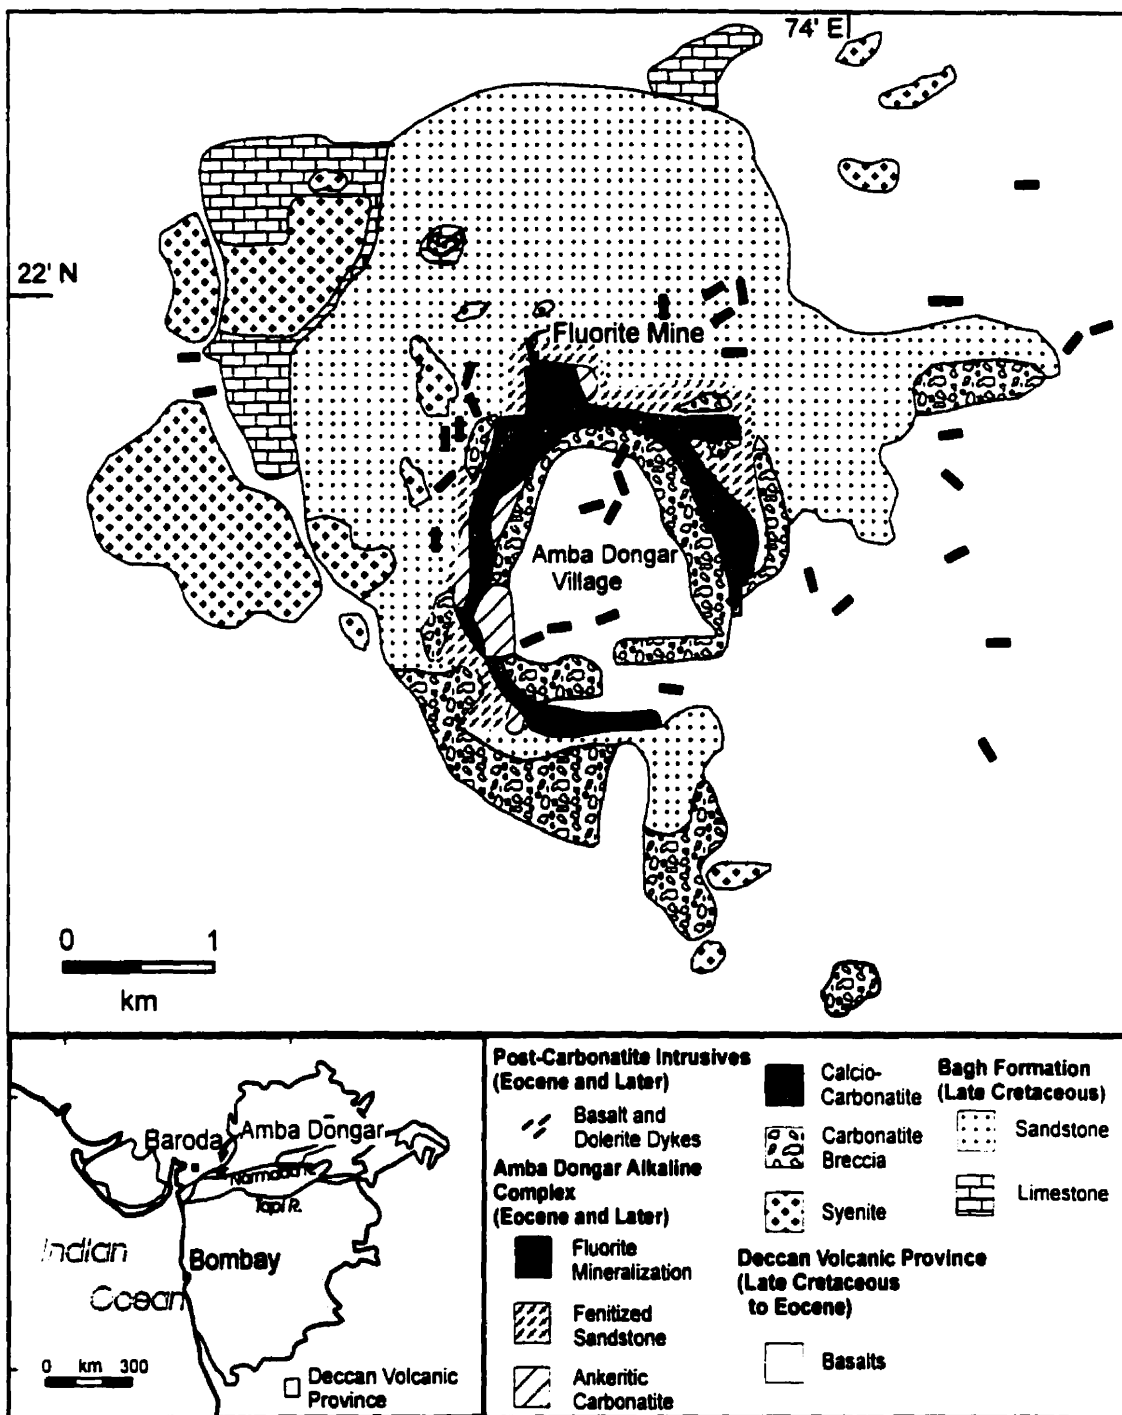 74' E
22' N
Fluorite Mine
Amba Dongar
Village
0 1
km
Baroda
Amba Dongar
Narmada R.
Tapi R.
Indian
Ocean
Bombay
0 km 300
Deccan Volcanic
Province
Post-Carbonatite Intrusives
(Eocene and Later)
Basalt and
Dolerite Dykes
Amba Dongar Alkaline
Complex
(Eocene and Later)
Fluorite
Mineralization
Fenitized
Sandstone
Ankeritic
Carbonatite
Calcio-
Carbonatite
Carbonatite
Breccia
Syenite
Deccan Volcanic Province
(Late Cretaceous
to Eocene)
Basalts
Bagh Formation
(Late Cretaceous)
Sandstone
Limestone